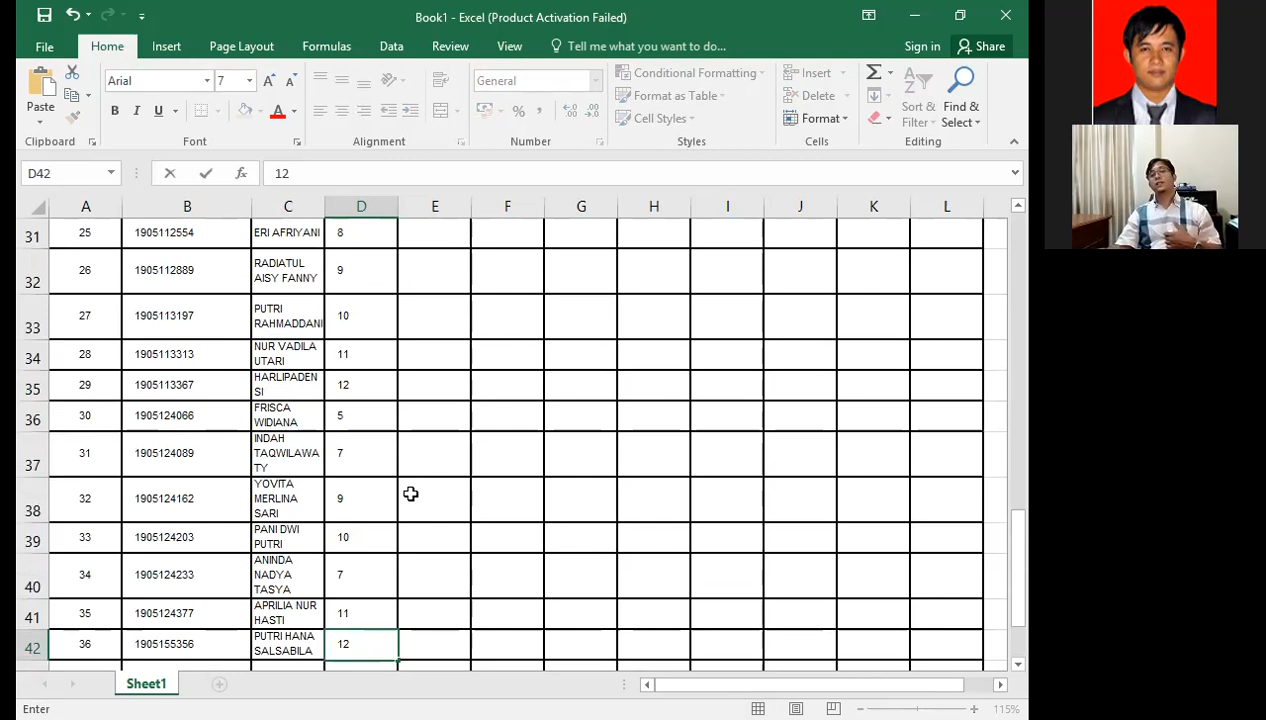 Book1 - Excel (Product Activation Failed)
File Home Insert Page Layout Formulas Data Review View Tell me what you want to do... Sign in Share
Paste Arial 7 General Conditional Formatting Insert
B I U A % , Format as Table Delete Sort & Filter Find & Select
Cell Styles Format
Clipboard Font Alignment Number Styles Cells Editing
D42 fx 12
A B C D E F G H I J K L
31 25 1905112554 ERI AFRIYANI 8
32 26 1905112889 RADIATUL
AISY FANNY 9
33 27 1905113197 PUTRI
RAHMADDANI 10
34 28 1905113313 NUR VADILA
UTARI 11
35 29 1905113367 HARLIPADEN
SI 12
36 30 1905124066 FRISCA
WIDIANA 5
37 31 1905124089 INDAH
TAQWILAWA
TY 7
38 32 1905124162 YOVITA
MERLINA
SARI 9
39 33 1905124203 PANI DWI
PUTRI 10
40 34 1905124233 ANINDA
NADYA
TASYA 7
41 35 1905124377 APRILIA NUR
HASTI 11
42 36 1905155356 PUTRI HANA
SALSABILA 12
Sheet1
Enter 115%